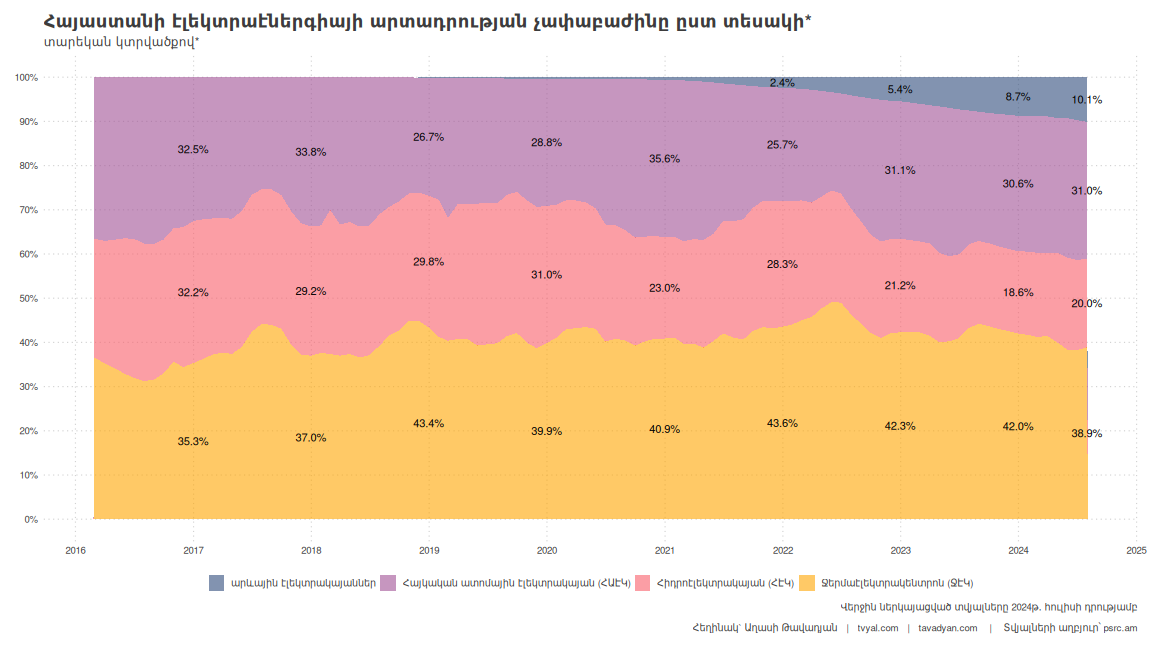 Հայաստանի էլեկտրաէներգիայի արտադրության չափաբաժինը ըստ տեսակի*
տարեկան կտրվածքով*
100%
90%
80%
70%
60%
50%
40%
30%
20%
10%
0%
2.4% 5.4% 8.7% 10.1%
32.5% 33.8% 26.7% 28.8% 35.6% 25.7% 31.1% 30.6% 31.0%
32.2% 29.2% 29.8% 31.0% 23.0% 28.3% 21.2% 18.6% 20.0%
35.3% 37.0% 43.4% 39.9% 40.9% 43.6% 42.3% 42.0% 38.9%
2016 2017 2018 2019 2020 2021 2022 2023 2024 2025
արևային էլեկտրակայաններ Հայկական ատոմային էլեկտրակայան (ՀԱԷԿ) Հիդրոէլեկտրակայան (ՀԷԿ) Ջերմաէլեկտրակենտրոն (ՋԷԿ)
Վերջին ներկայացված տվյալները 2024թ. հուլիսի դրությամբ
Հեղինակ` Աղասի Թավադյան | tvyal.com | tavadyan.com | Տվյալների աղբյուր՝ psrc.am